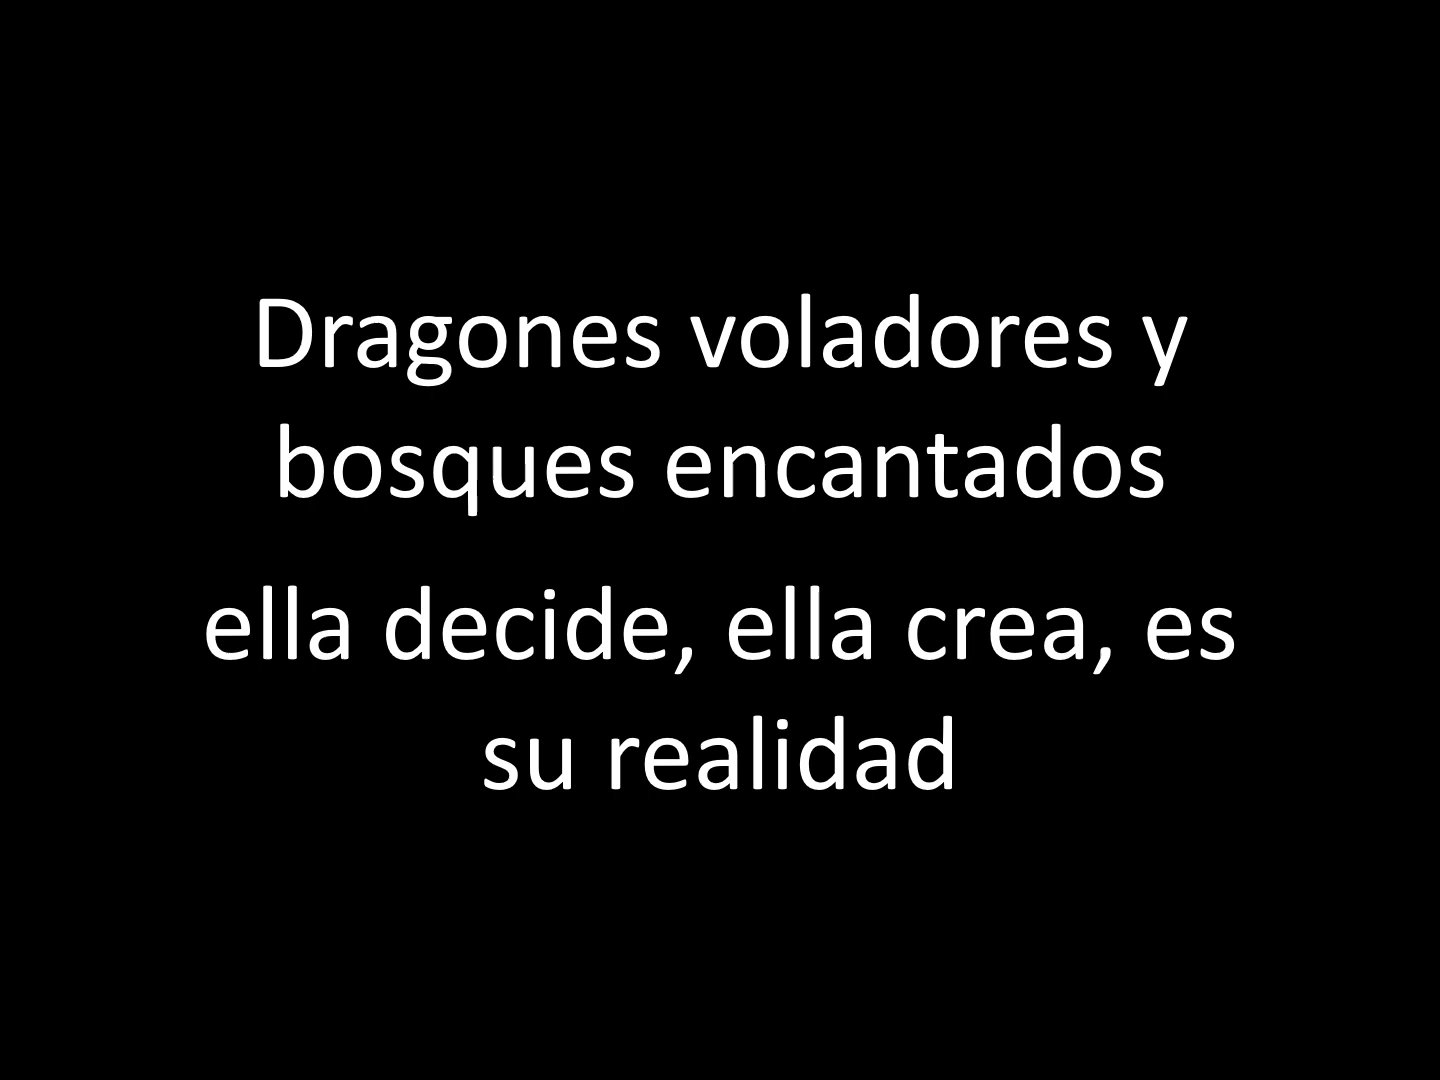 Dragones voladores y
bosques encantados
ella decide, ella crea, es
su realidad